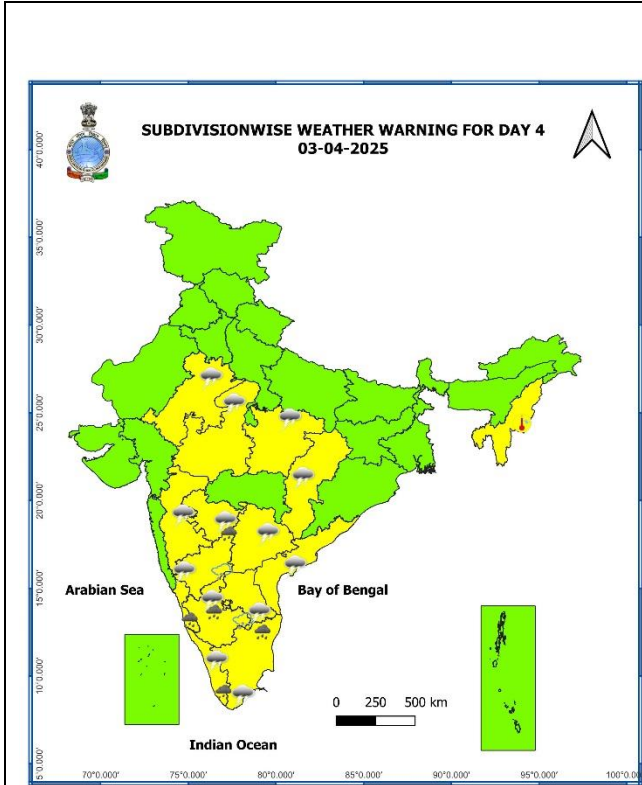 SUBDIVISIONWISE WEATHER WARNING FOR DAY 4
03-04-2025
40°0.000'
35°0.000'
30°0.000'
25°0.000'
20°0.000'
15°0.000'
10°0.000'
5°0.000'
Arabian Sea
Bay of Bengal
0 250 500 km
Indian Ocean
70°0.000' 75°0.000' 80°0.000' 85°0.000' 90°0.000' 95°0.000' 100°0.000'